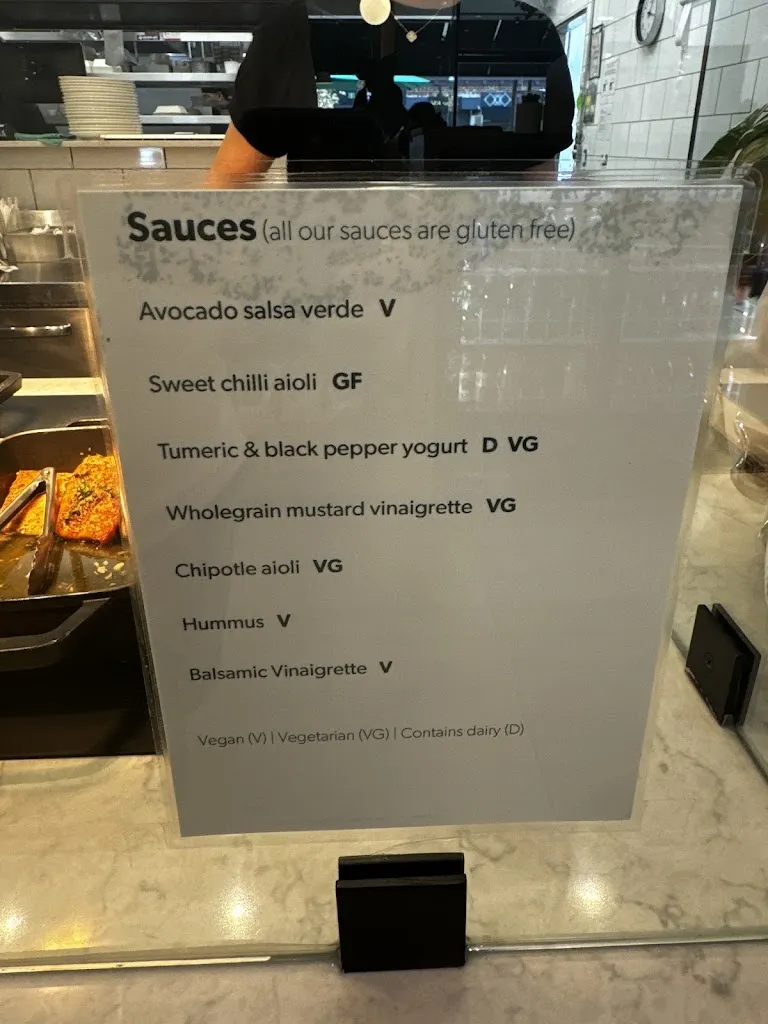 Sauces (all our sauces are gluten free)
Avocado salsa verde V
Sweet chilli aioli GF
Tumeric & black pepper yogurt D VG
Wholegrain mustard vinaigrette VG
Chipotle aioli VG
Hummus V
Balsamic Vinaigrette V
Vegan (V) | Vegetarian (VG) | Contains dairy (D)